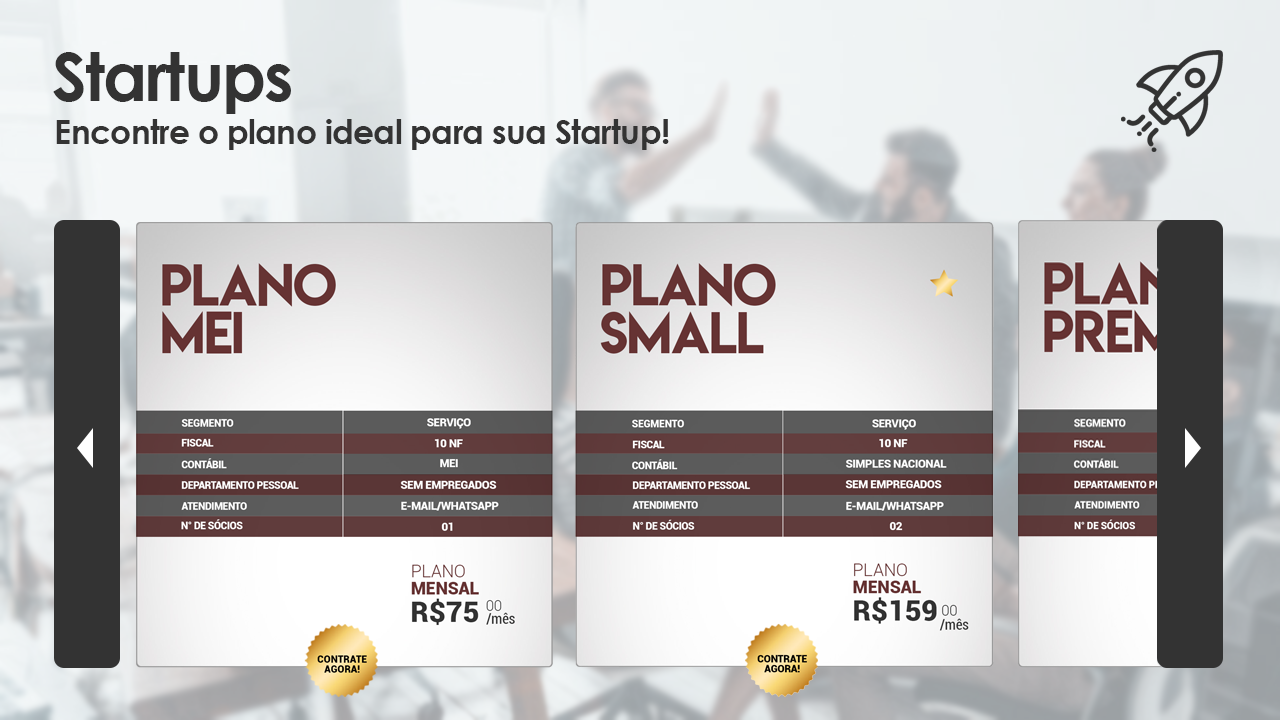 Startups
Encontre o plano ideal para sua Startup!
PLANO
MEI
SEGMENTO SERVIÇO
FISCAL 10 NF
CONTÁBIL MEI
DEPARTAMENTO PESSOAL SEM EMPREGADOS
ATENDIMENTO E-MAIL/WHATSAPP
N° DE SÓCIOS 01
PLANO
MENSAL
R$75 00 /mês
CONTRATE
AGORA!
PLANO
SMALL
SEGMENTO SERVIÇO
FISCAL 10 NF
CONTÁBIL SIMPLES NACIONAL
DEPARTAMENTO PESSOAL SEM EMPREGADOS
ATENDIMENTO E-MAIL/WHATSAPP
N° DE SÓCIOS 02
PLANO
MENSAL
R$159 00 /mês
CONTRATE
AGORA!
SEGMENTO
FISCAL
CONTÁBIL
DEPARTAMENTO
ATENDIMENTO
N° DE SÓCIOS